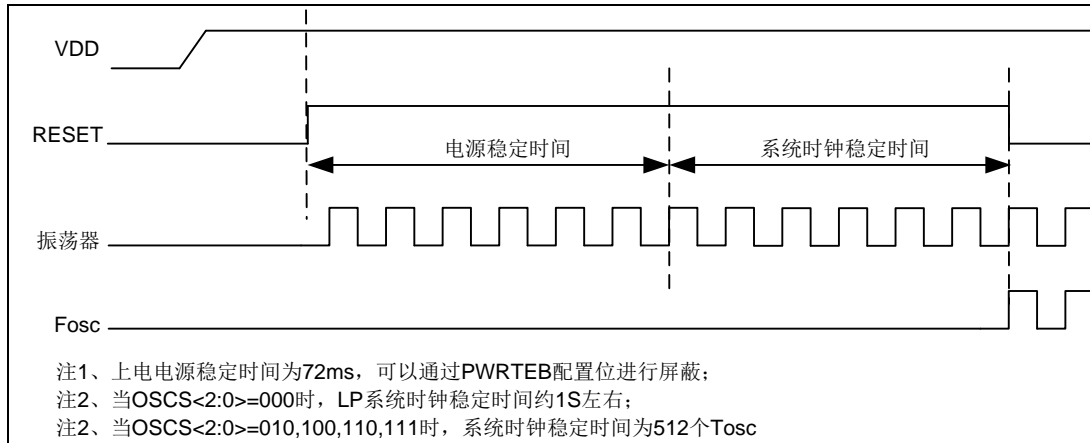 VDD
RESET
电源稳定时间 系统时钟稳定时间
振荡器
Fosc
注1、上电电源稳定时间为72ms，可以通过PWRTEB配置位进行屏蔽；
注2、当OSCS<2:0>=000时，LP系统时钟稳定时间约1S左右；
注2、当OSCS<2:0>=010,100,110,111时，系统时钟稳定时间为512个Tosc